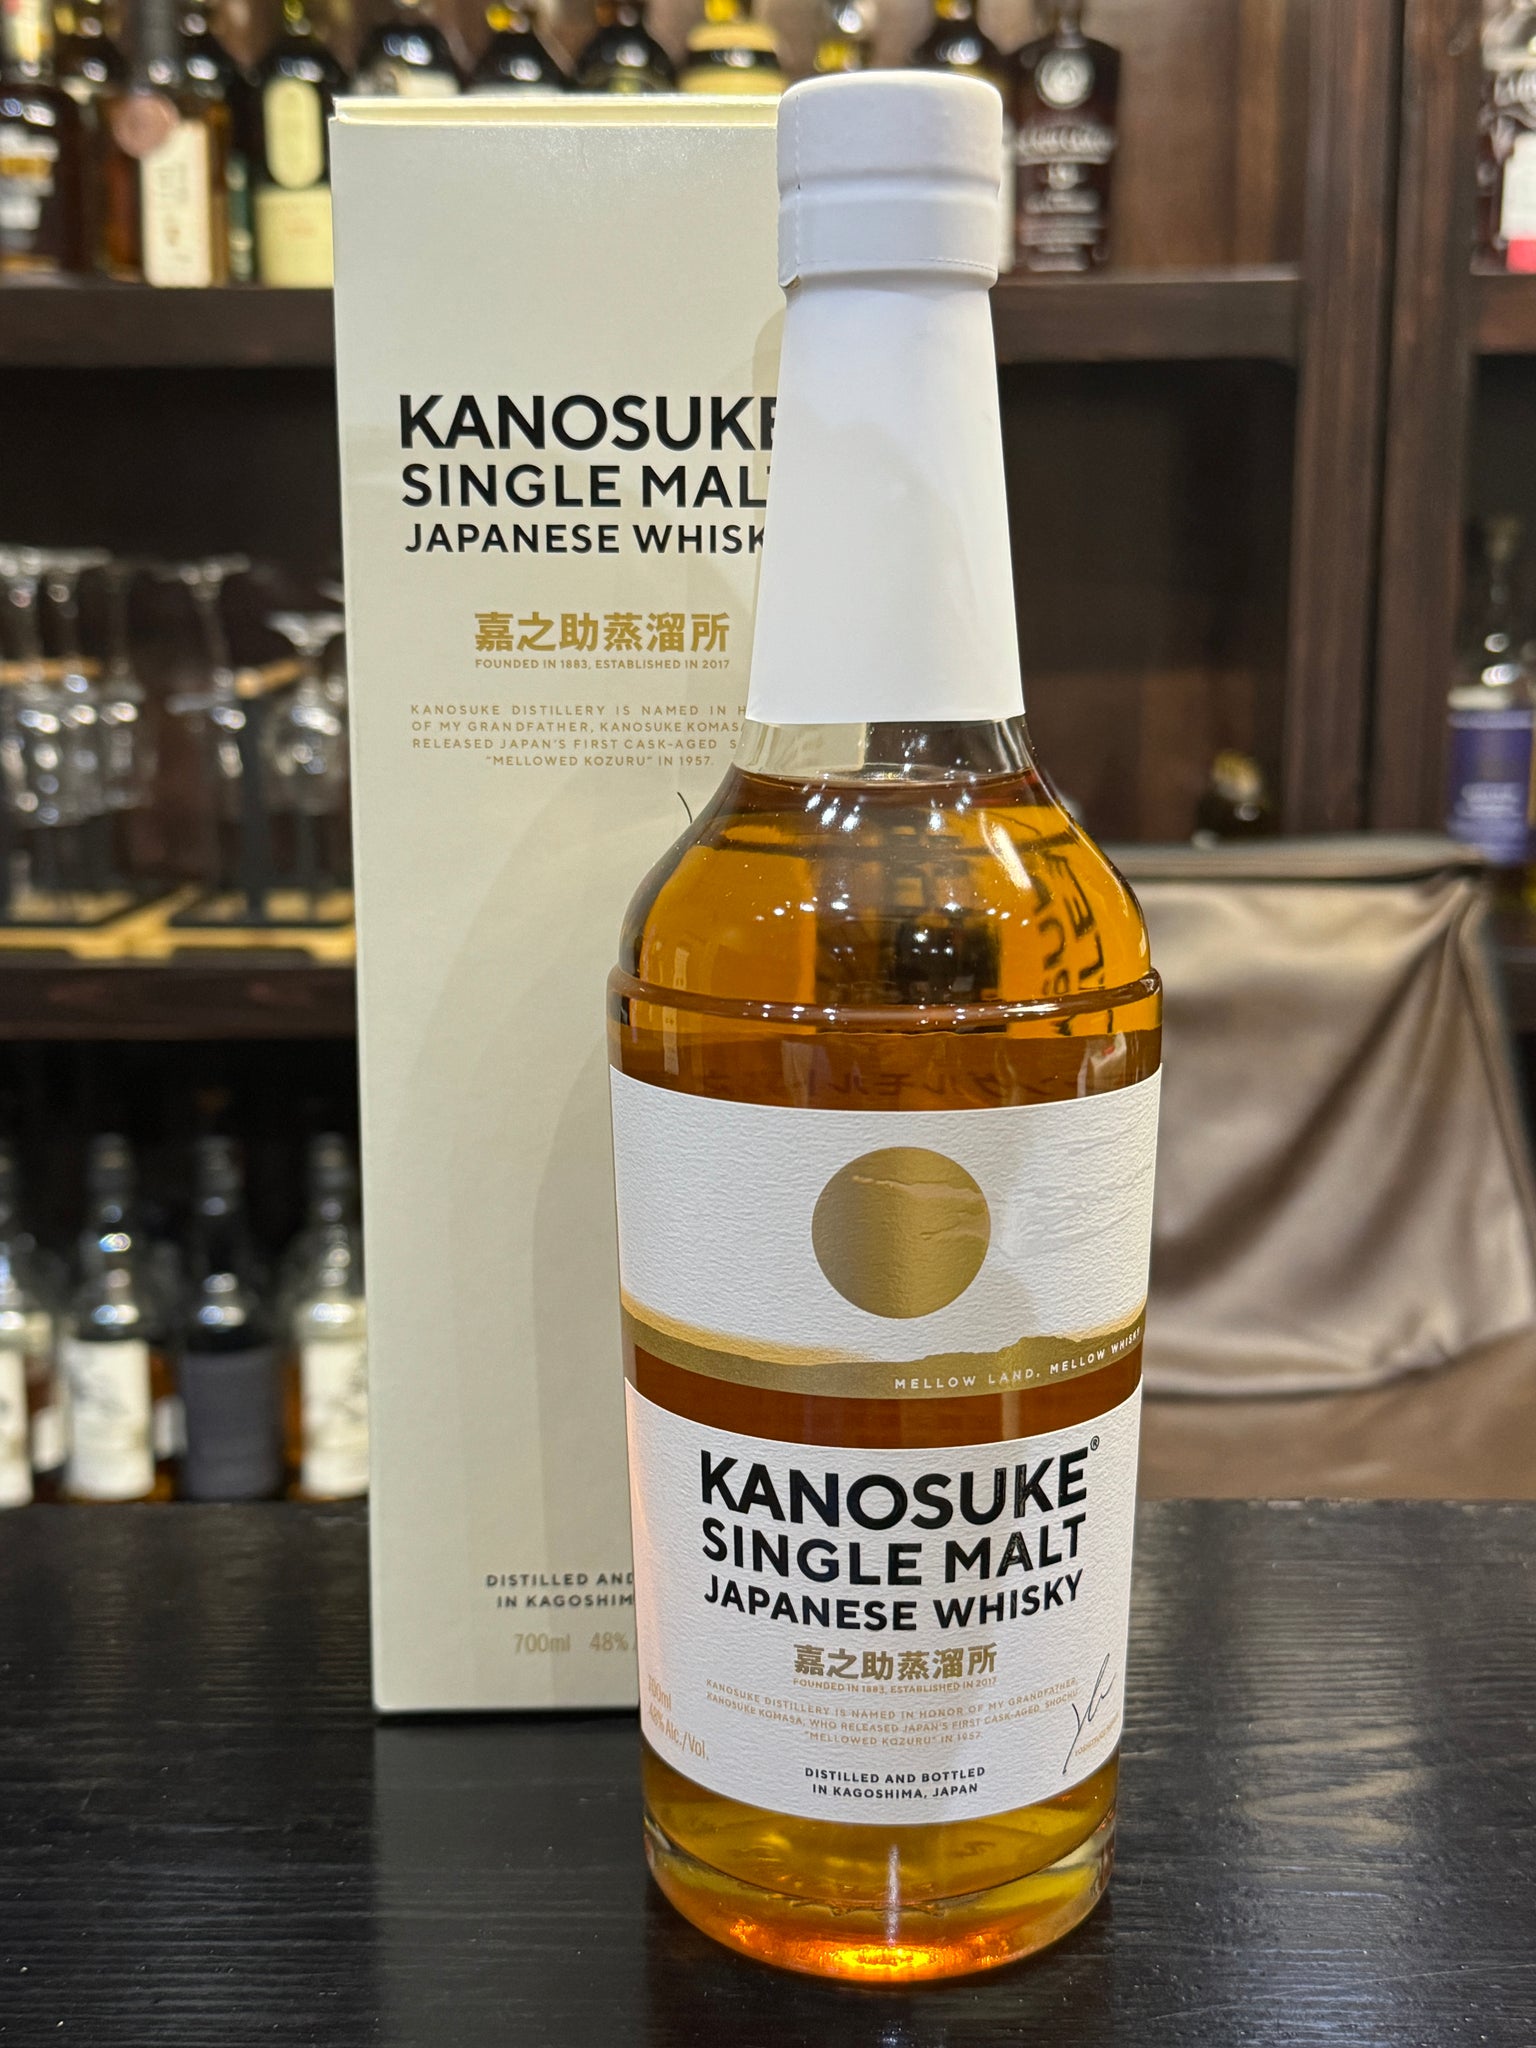 KANOSUKE
SINGLE MALT
JAPANESE WHISK
嘉之助蒸溜所
FOUNDED IN 1883, ESTABLISHED IN 2017
KANOSUKE DISTILLERY IS NAMED IN H
OF MY GRANDFATHER, KANOSUKE KOMASA
RELEASED JAPAN'S FIRST CASK-AGED S
"MELLOWED KOZURU" IN 1957.
DISTILLED AND
IN KAGOSHIM
700ml 48%
MELLOW LAND, MELLOW WHISKY
KANOSUKE®
SINGLE MALT
JAPANESE WHISKY
嘉之助蒸溜所
FOUNDED IN 1883, ESTABLISHED IN 2017
KANOSUKE DISTILLERY IS NAMED IN HONOR OF MY GRANDFATHER,
KANOSUKE KOMASA, WHO RELEASED JAPAN'S FIRST CASK-AGED SHOCHU
"MELLOWED KOZURU" IN 1957.
700ml
48% Alc./Vol.
DISTILLED AND BOTTLED
IN KAGOSHIMA, JAPAN